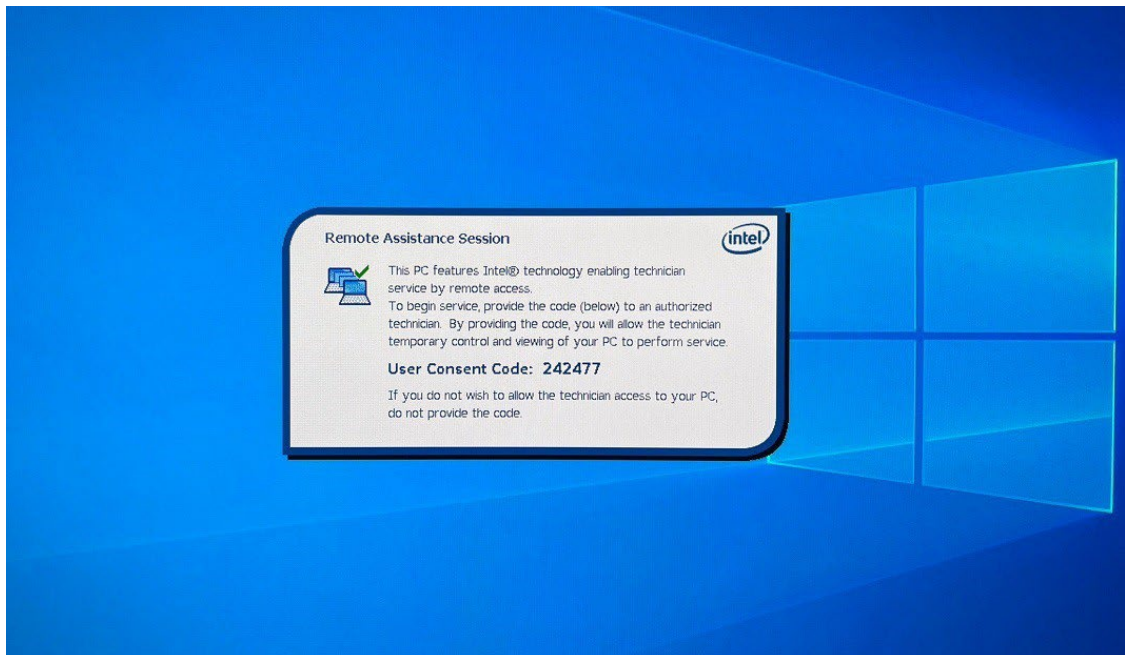 Remote Assistance Session
intel
This PC features Intel® technology enabling technician
service by remote access.
To begin service, provide the code (below) to an authorized
technician. By providing the code, you will allow the technician
temporary control and viewing of your PC to perform service.
User Consent Code: 242477
If you do not wish to allow the technician access to your PC,
do not provide the code.